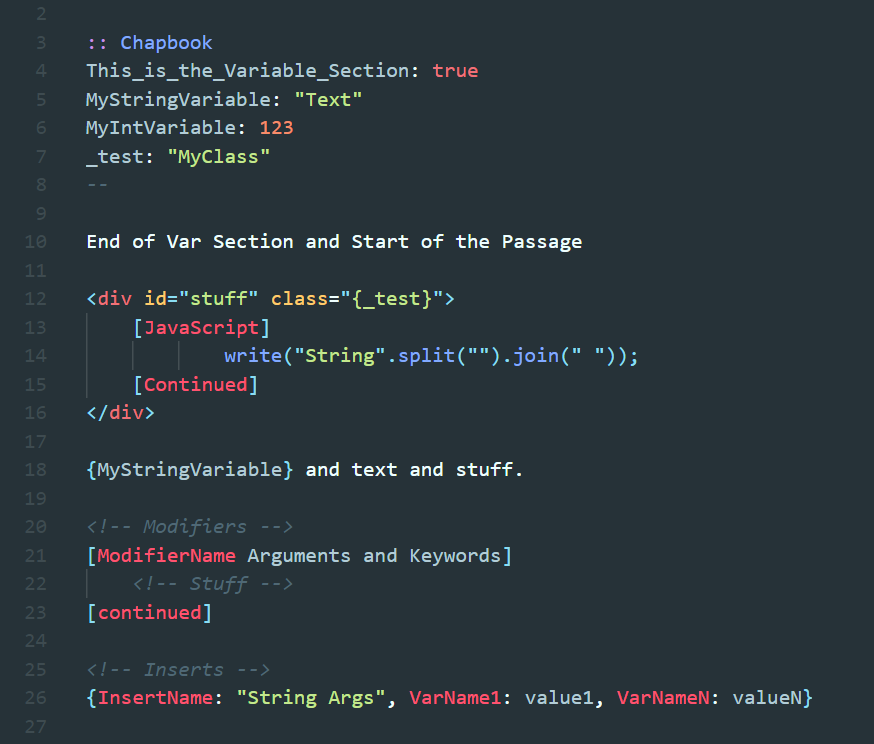 2
3 :: Chapbook
4 This_is_the_Variable_Section: true
5 MyStringVariable: "Text"
6 MyIntVariable: 123
7 _test: "MyClass"
8 --
9
10 End of Var Section and Start of the Passage
11
12 <div id="stuff" class="{_test}">
13 [JavaScript]
14 write("String".split("").join(" "));
15 [Continued]
16 </div>
17
18 {MyStringVariable} and text and stuff.
19
20 <!-- Modifiers -->
21 [ModifierName Arguments and Keywords]
22 <!-- Stuff -->
23 [continued]
24
25 <!-- Inserts -->
26 {InsertName: "String Args", VarName1: value1, VarNameN: valueN}
27